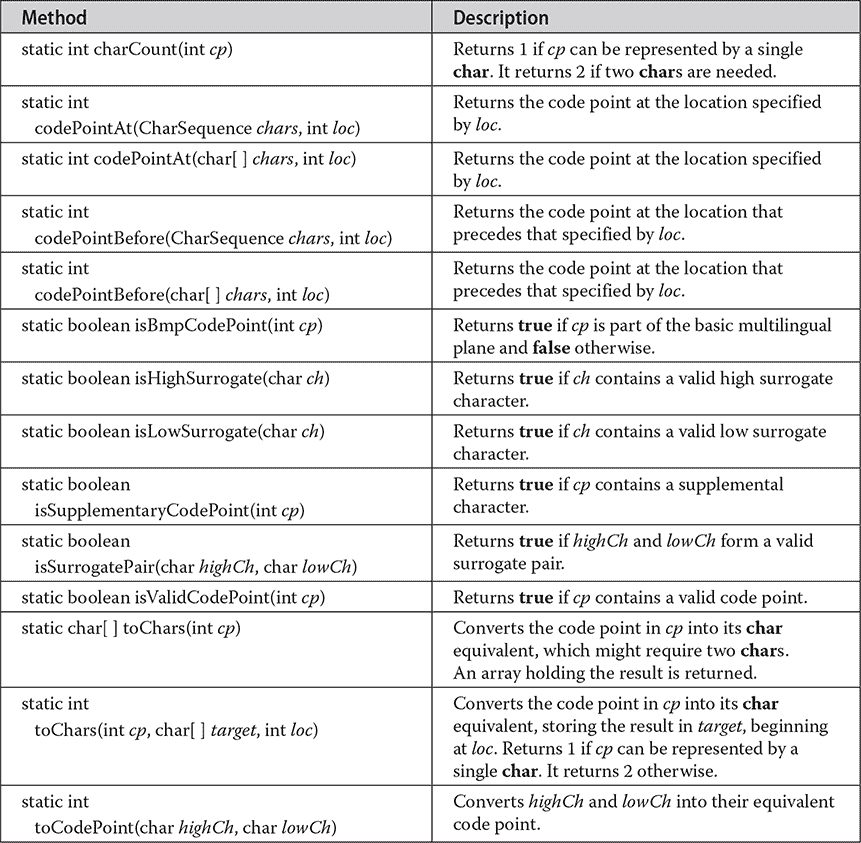 Method Description
static int charCount(int cp) Returns 1 if cp can be represented by a single
char. It returns 2 if two chars are needed.
static int Returns the code point at the location specified
codePointAt(CharSequence chars, int loc) by loc.
static int codePointAt(char[ ] chars, int loc) Returns the code point at the location specified
by loc.
static int Returns the code point at the location that
codePointBefore(CharSequence chars, int loc) precedes that specified by loc.
static int Returns the code point at the location that
codePointBefore(char[ ] chars, int loc) precedes that specified by loc.
static boolean isBmpCodePoint(int cp) Returns true if cp is part of the basic multilingual
plane and false otherwise.
static boolean isHighSurrogate(char ch) Returns true if ch contains a valid high surrogate
character.
static boolean isLowSurrogate(char ch) Returns true if ch contains a valid low surrogate
character.
static boolean Returns true if cp contains a supplemental
isSupplementaryCodePoint(int cp) character.
static boolean Returns true if highCh and lowCh form a valid
isSurrogatePair(char highCh, char lowCh) surrogate pair.
static boolean isValidCodePoint(int cp) Returns true if cp contains a valid code point.
static char[ ] toChars(int cp) Converts the code point in cp into its char
equivalent, which might require two chars.
An array holding the result is returned.
static int Converts the code point in cp into its char
toChars(int cp, char[ ] target, int loc) equivalent, storing the result in target, beginning
at loc. Returns 1 if cp can be represented by a
single char. It returns 2 otherwise.
static int Converts highCh and lowCh into their equivalent
toCodePoint(char highCh, char lowCh) code point.